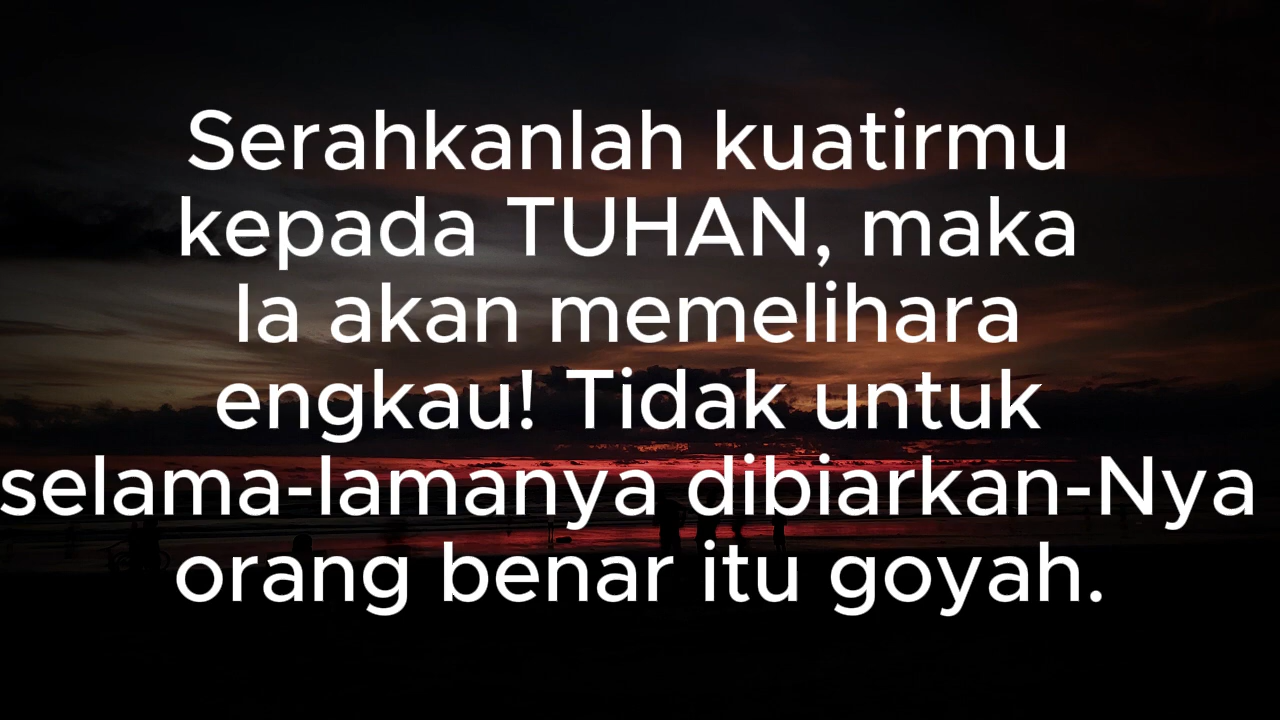 Serahkanlah kuatirmu
kepada TUHAN, maka
Ia akan memelihara
engkau! Tidak untuk
selama-lamanya dibiarkan-Nya
orang benar itu goyah.